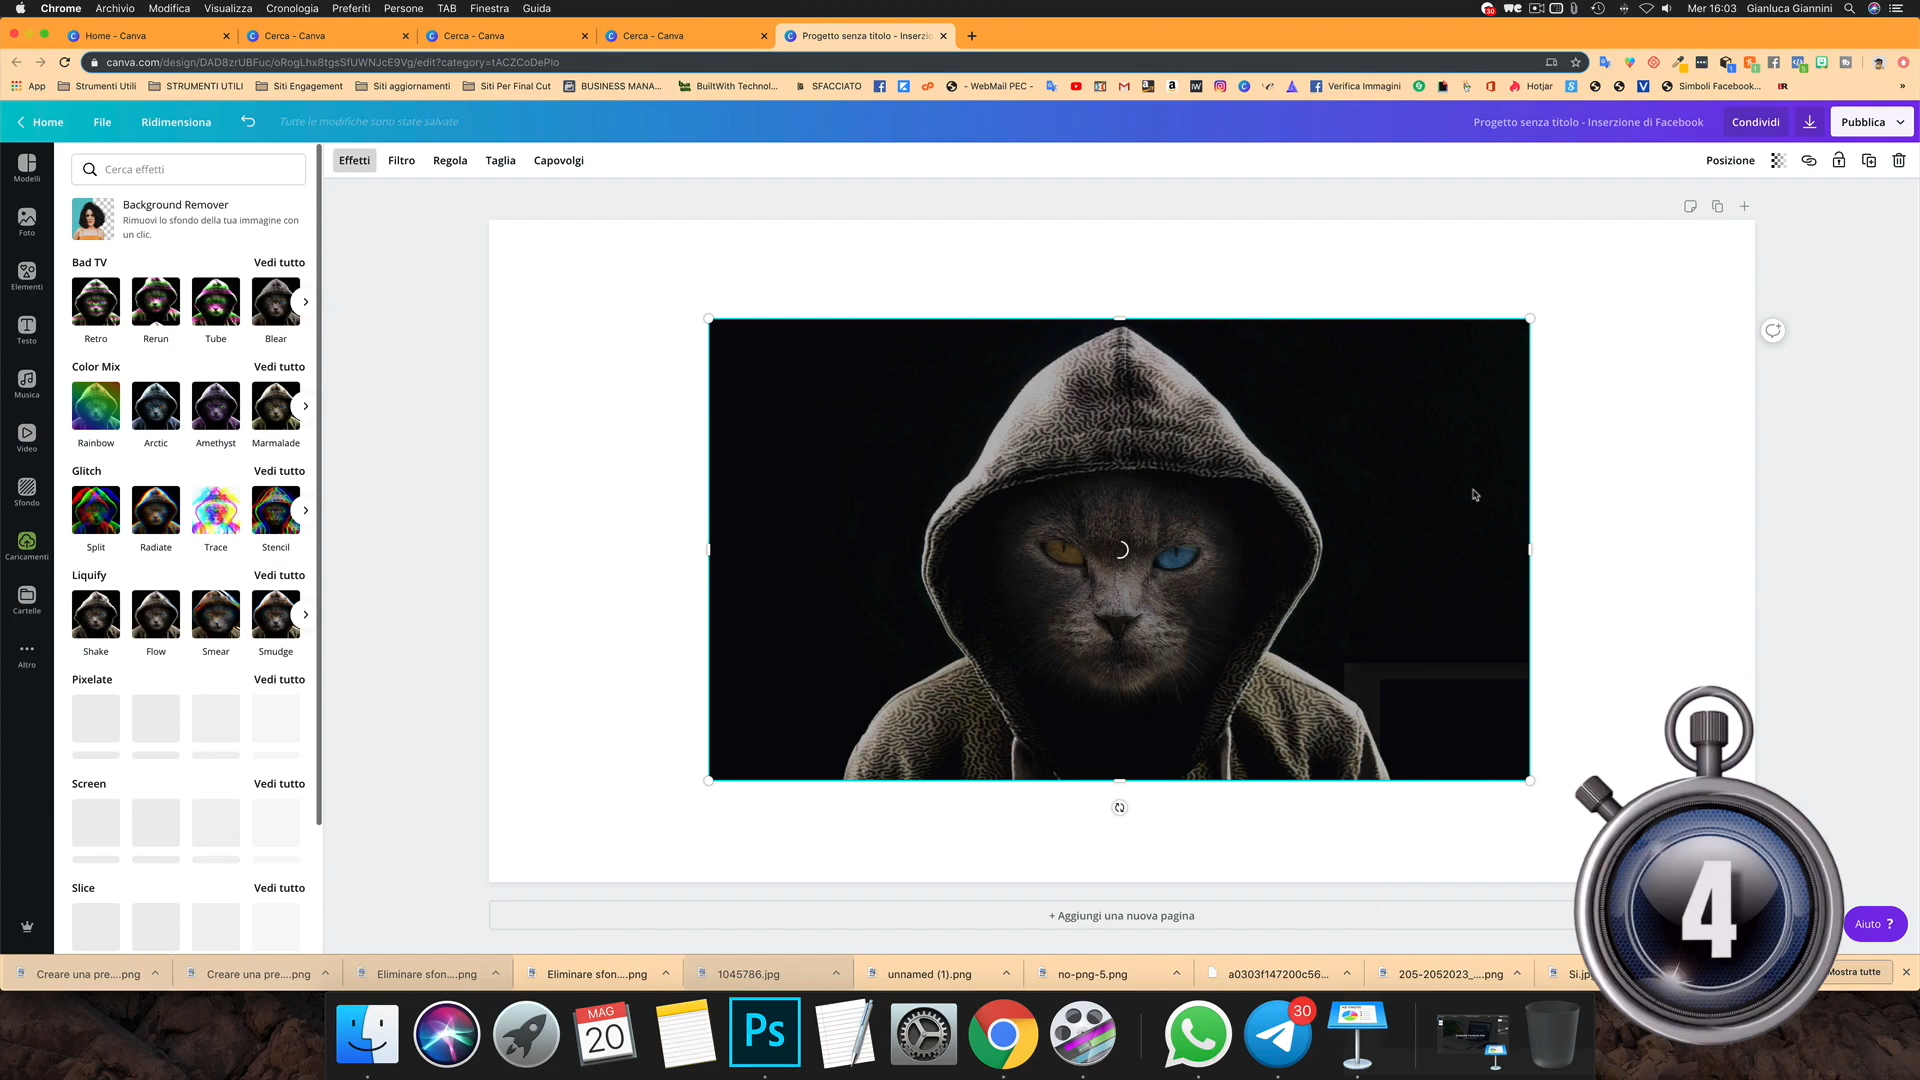 Chrome Archivio Modifica Visualizza Cronologia Preferiti Persone TAB Finestra Guida
30 Mer 16:03 Gianluca Giannini
Home - Canva Cerca - Canva Cerca - Canva Cerca - Canva Progetto senza titolo - Inserzio
canva.com/design/DAD8zrUBFuc/oRogLhx8tgsSfUWNJcE9Vg/edit?category=tACZCoDePlo
App Strumenti Utili STRUMENTI UTILI Siti Engagement Siti aggiornamenti Siti Per Final Cut BUSINESS MANA... BuiltWith Technol... SFACCIATO - WebMail PEC - Verifica Immagini Hotjar Simboli Facebook... »
Home File Ridimensiona Tutte le modifiche sono state salvate Progetto senza titolo - Inserzione di Facebook Condividi Pubblica
Effetti Filtro Regola Taglia Capovolgi Posizione
Cerca effetti
Modelli
Foto
Elementi
Testo
Musica
Video
Sfondo
Caricamenti
Cartelle
Altro
Background Remover
Rimuovi lo sfondo della tua immagine con
un clic.
Bad TV Vedi tutto
Retro Rerun Tube Blear
Color Mix Vedi tutto
Rainbow Arctic Amethyst Marmalade
Glitch Vedi tutto
Split Radiate Trace Stencil
Liquify Vedi tutto
Shake Flow Smear Smudge
Pixelate Vedi tutto
Screen Vedi tutto
Slice Vedi tutto
+ Aggiungi una nuova pagina
4
Aiuto ?
Creare una pre....png Creare una pre....png Eliminare sfon....png Eliminare sfon....png 1045786.jpg unnamed (1).png no-png-5.png a0303f147200c56... 205-2052023_....png Si.jp Mostra tutte
MAG
20
Ps
30